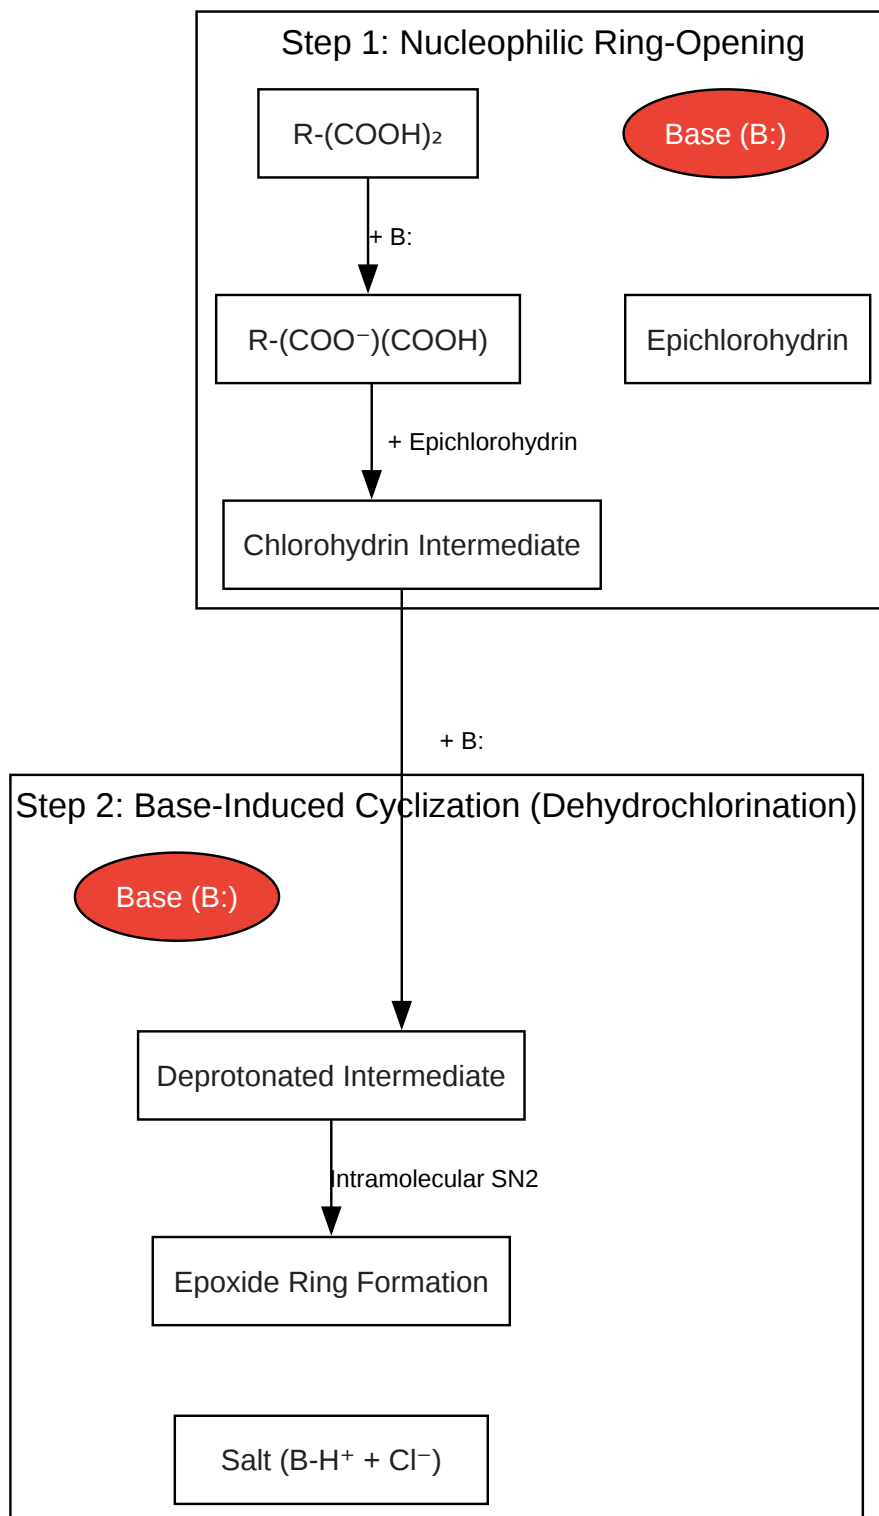 Step 1: Nucleophilic Ring-Opening
R-(COOH)₂
Base (B:)
+ B:
R-(COO⁻)(COOH)
Epichlorohydrin
+ Epichlorohydrin
Chlorohydrin Intermediate
+ B:
Step 2: Base-Induced Cyclization (Dehydrochlorination)
Base (B:)
Deprotonated Intermediate
Intramolecular SN2
Epoxide Ring Formation
Salt (B-H⁺ + Cl⁻)